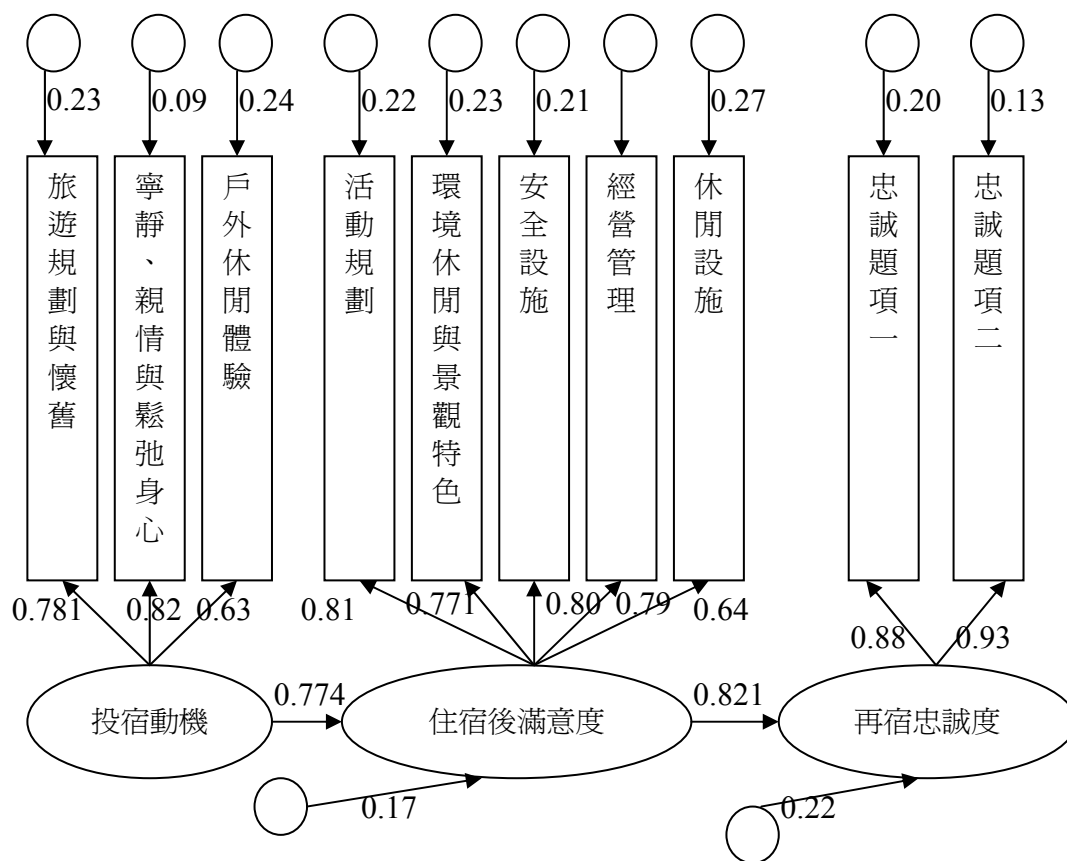 0.23
0.09
0.24
0.22
0.23
0.21
0.27
0.20
0.13
旅遊規劃與懷舊
寧靜、親情與鬆弛身心
戶外休閒體驗
活動規劃
環境休閒與景觀特色
安全設施
經營管理
休閒設施
忠誠題項一
忠誠題項二
0.781
0.82
0.63
0.81
0.771
0.80
0.79
0.64
0.88
0.93
投宿動機
0.774
住宿後滿意度
0.821
再宿忠誠度
0.17
0.22